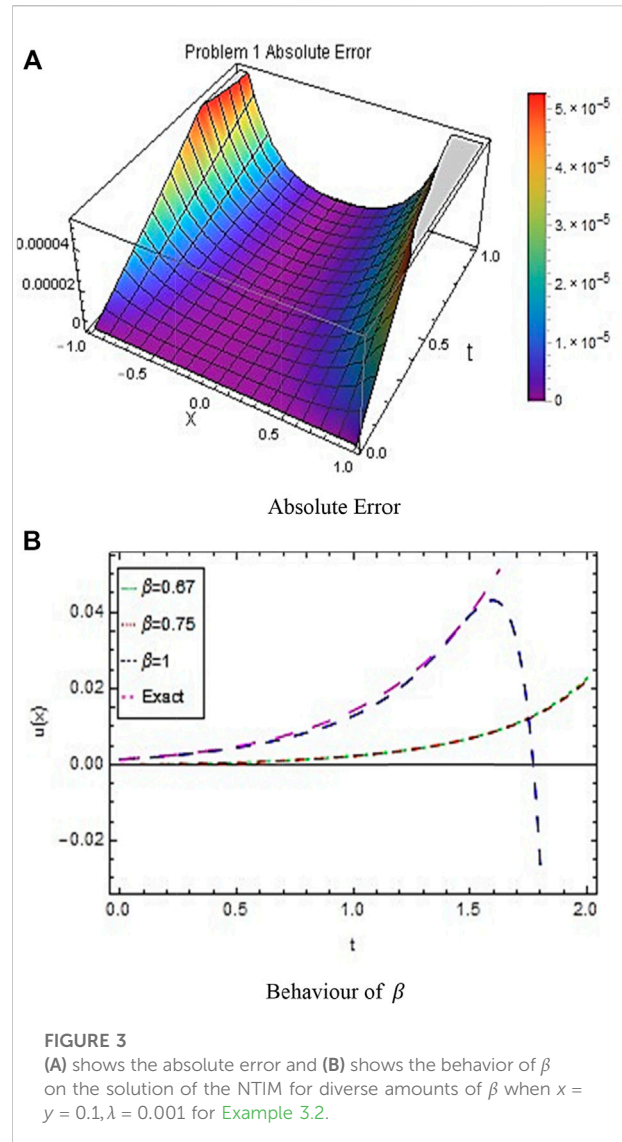 A
Problem 1 Absolute Error
5. × 10⁻⁵
4. × 10⁻⁵
3. × 10⁻⁵
2. × 10⁻⁵
1. × 10⁻⁵
0
0.00004
0.00002
0
-1.0
-0.5
0.0
0.5
1.0
X
0.0
0.5
1.0
t
Absolute Error
B
β=0.67
β=0.75
β=1
Exact
0.04
0.02
0.00
-0.02
u(x)
0.0 0.5 1.0 1.5 2.0
t
Behaviour of β
FIGURE 3
(A) shows the absolute error and (B) shows the behavior of β
on the solution of the NTIM for diverse amounts of β when x =
y = 0.1, λ = 0.001 for Example 3.2.